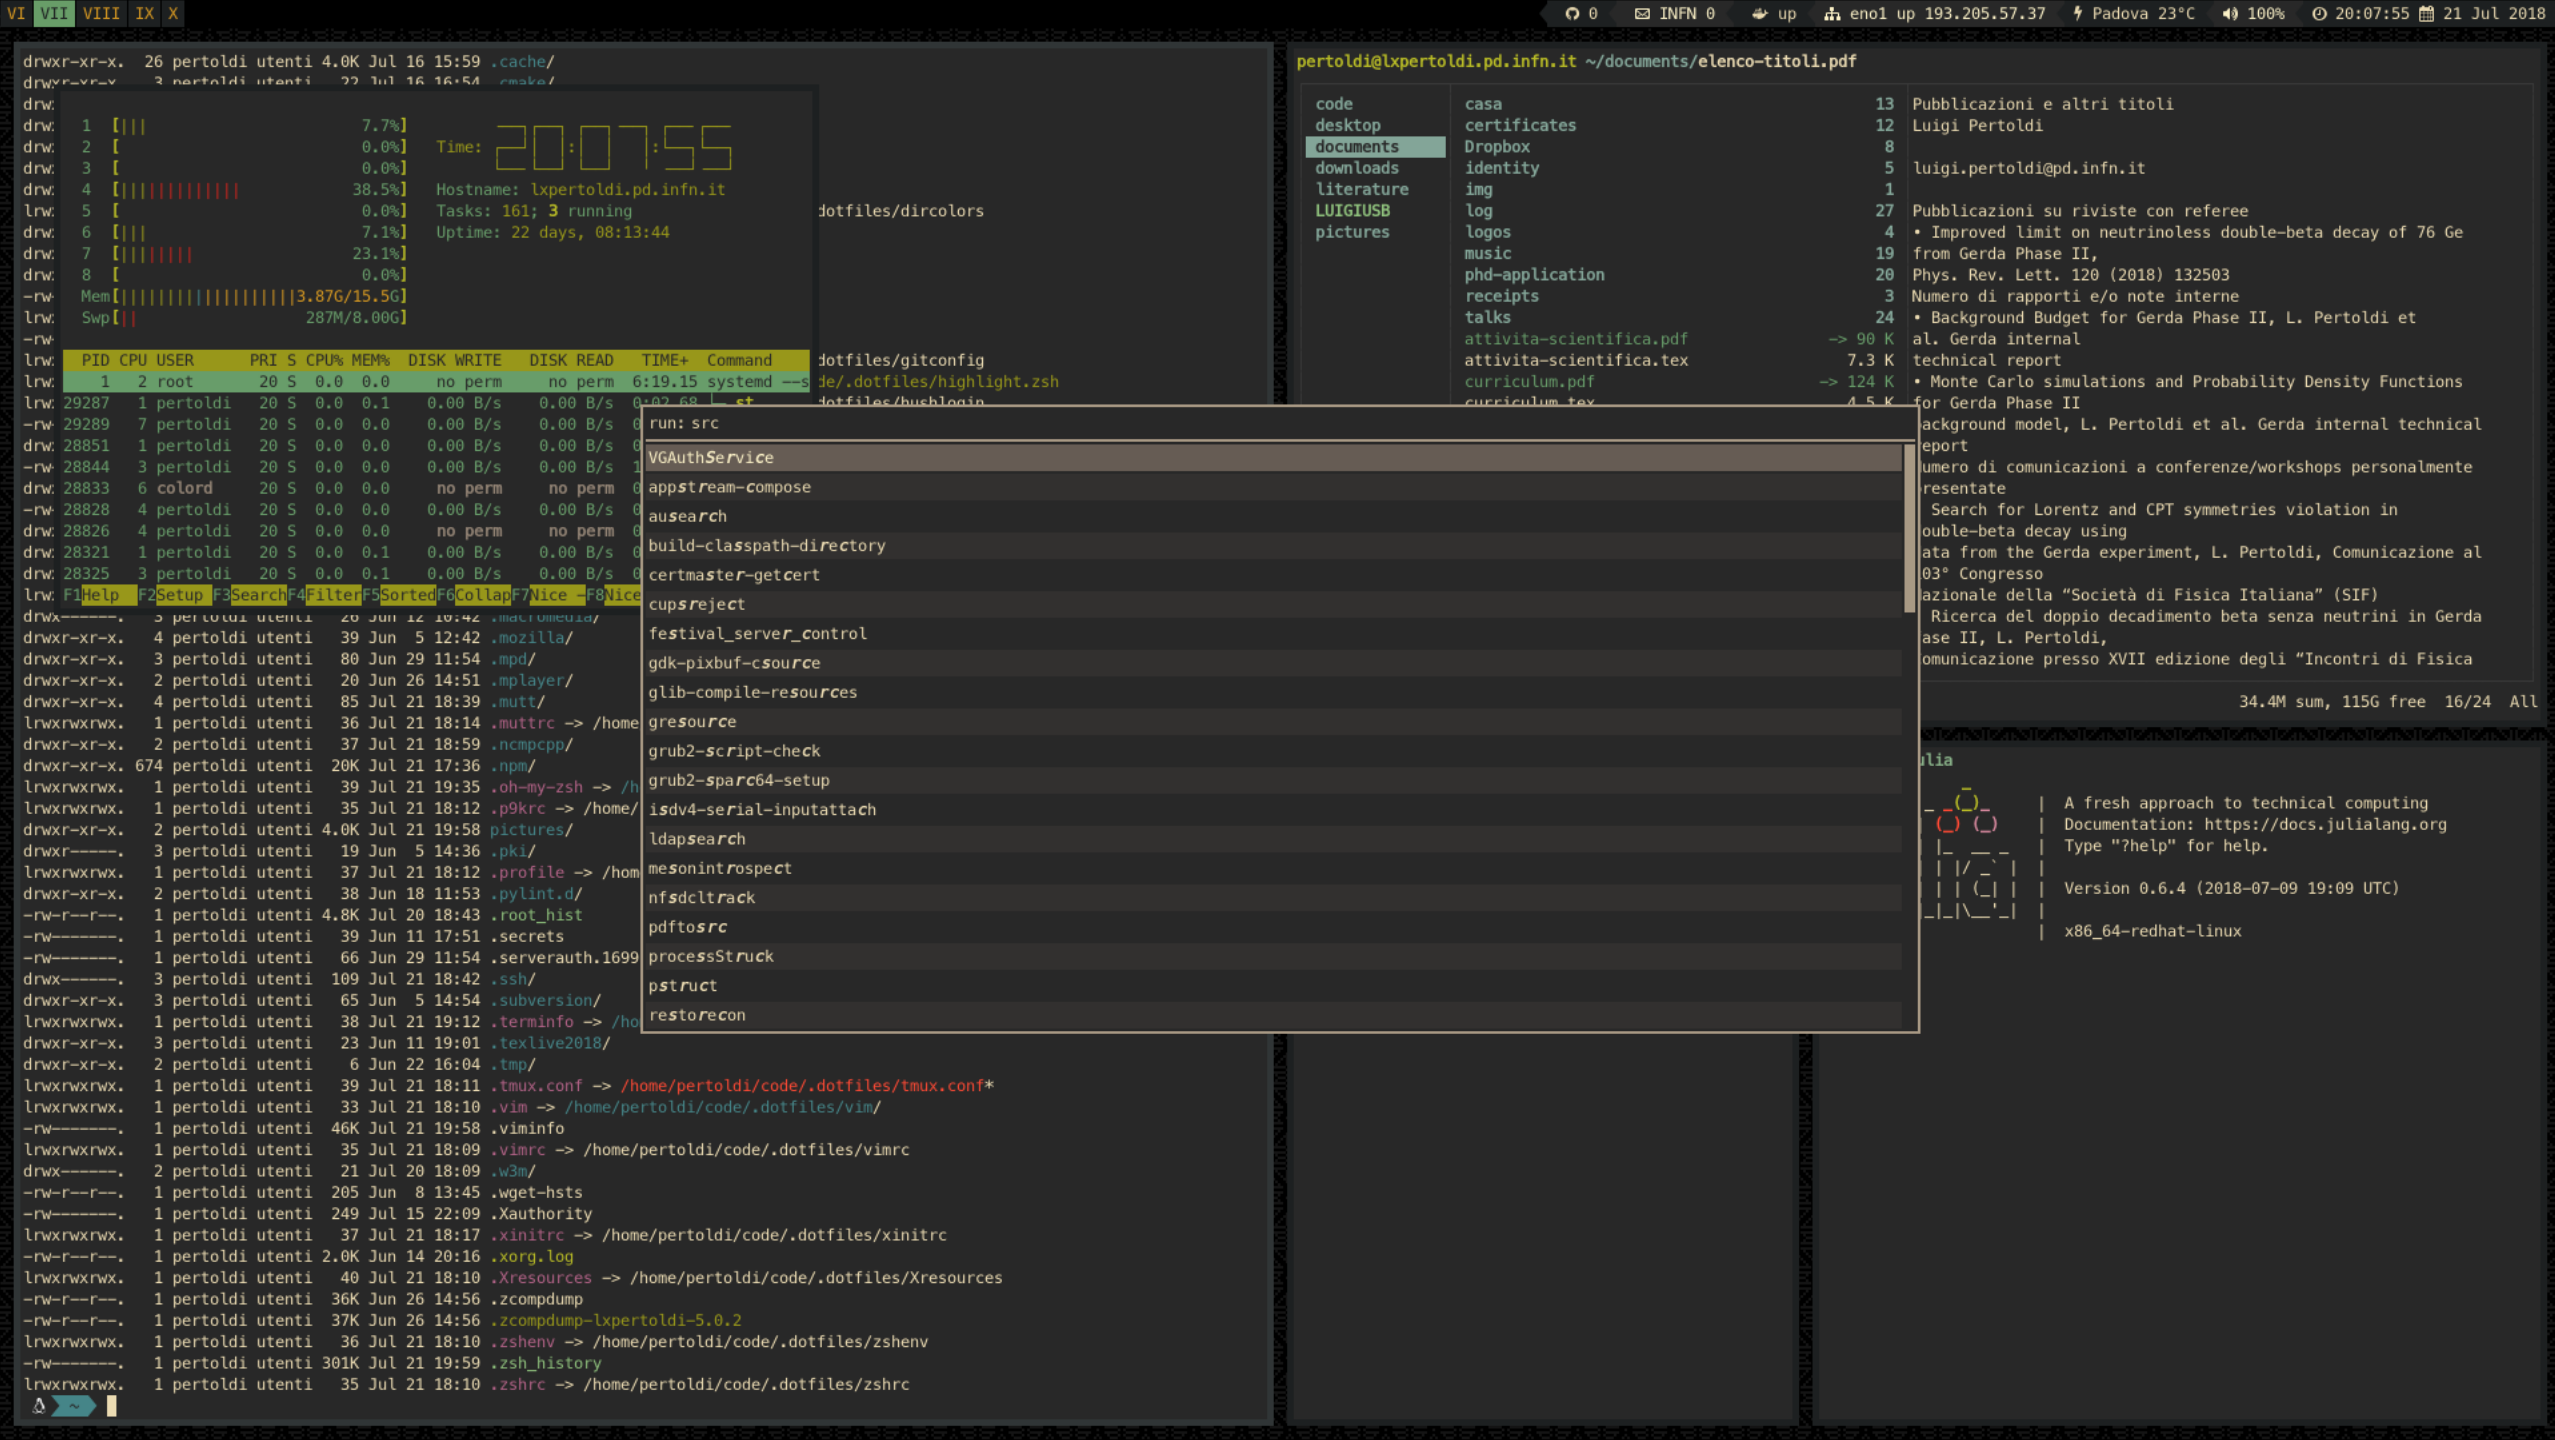 VI VII VIII IX X
0 INFN 0 up eno1 up 193.205.57.37 Padova 23°C 100% 20:07:55 21 Jul 2018
drwxr-xr-x. 26 pertoldi utenti 4.0K Jul 16 15:59 .cache/
drwxr-xr-x. 3 pertoldi utenti 22 Jul 16 16:54 .cmake/
drw
drw
drw
drw
drw
lrw
drw
drw
drw
-rw
lrw
-rw
lrw
lrw
lrw
-rw
drw
-rw
drw
-rw
drw
drw
drw
lrw
dotfiles/dircolors
dotfiles/gitconfig
de/.dotfiles/highlight.zsh
dotfiles/hushlogin
1 [||| 7.7%]
2 [ 0.0%]
3 [ 0.0%]
4 [||||||||||||| 38.5%]
5 [ 0.0%]
6 [||| 7.1%]
7 [|||||||| 23.1%]
8 [ 0.0%]
Mem[|||||||||||||||||||3.87G/15.5G]
Swp[|| 287M/8.00G]
Time: 20:07:55
Hostname: lxpertoldi.pd.infn.it
Tasks: 161; 3 running
Uptime: 22 days, 08:13:44
PID CPU USER PRI S CPU% MEM% DISK WRITE DISK READ TIME+ Command
1 2 root 20 S 0.0 0.0 no perm no perm 6:19.15 systemd --s
29287 1 pertoldi 20 S 0.0 0.1 0.00 B/s 0.00 B/s 0:02.68 └─ st
29289 7 pertoldi 20 S 0.0 0.0 0.00 B/s 0.00 B/s 0
28851 1 pertoldi 20 S 0.0 0.0 0.00 B/s 0.00 B/s 0
28844 3 pertoldi 20 S 0.0 0.0 0.00 B/s 0.00 B/s 1
28833 6 colord 20 S 0.0 0.0 no perm no perm 0
28828 4 pertoldi 20 S 0.0 0.0 0.00 B/s 0.00 B/s 0
28826 4 pertoldi 20 S 0.0 0.0 no perm no perm 0
28321 1 pertoldi 20 S 0.0 0.1 0.00 B/s 0.00 B/s 0
28325 3 pertoldi 20 S 0.0 0.1 0.00 B/s 0.00 B/s 0
F1Help F2Setup F3SearchF4FilterF5SortedF6CollapF7Nice -F8Nice
drwx------. 3 pertoldi utenti 26 Jun 12 10:42 .macromedia/
drwxr-xr-x. 4 pertoldi utenti 39 Jun 5 12:42 .mozilla/
drwxr-xr-x. 3 pertoldi utenti 80 Jun 29 11:54 .mpd/
drwxr-xr-x. 2 pertoldi utenti 20 Jun 26 14:51 .mplayer/
drwxr-xr-x. 4 pertoldi utenti 85 Jul 21 18:39 .mutt/
lrwxrwxrwx. 1 pertoldi utenti 36 Jul 21 18:14 .muttrc -> /home
drwxr-xr-x. 2 pertoldi utenti 37 Jul 21 18:59 .ncmpcpp/
drwxr-xr-x. 674 pertoldi utenti 20K Jul 21 17:36 .npm/
lrwxrwxrwx. 1 pertoldi utenti 39 Jul 21 19:35 .oh-my-zsh -> /h
lrwxrwxrwx. 1 pertoldi utenti 35 Jul 21 18:12 .p9krc -> /home/
drwxr-xr-x. 2 pertoldi utenti 4.0K Jul 21 19:58 pictures/
drwxr-----. 3 pertoldi utenti 19 Jun 5 14:36 .pki/
lrwxrwxrwx. 1 pertoldi utenti 37 Jul 21 18:12 .profile -> /hom
drwxr-xr-x. 2 pertoldi utenti 38 Jun 18 11:53 .pylint.d/
-rw-r--r--. 1 pertoldi utenti 4.8K Jul 20 18:43 .root_hist
-rw-------. 1 pertoldi utenti 39 Jun 11 17:51 .secrets
-rw-------. 1 pertoldi utenti 66 Jun 29 11:54 .serverauth.1699
drwx------. 3 pertoldi utenti 109 Jul 21 18:42 .ssh/
drwxr-xr-x. 3 pertoldi utenti 65 Jun 5 14:54 .subversion/
lrwxrwxrwx. 1 pertoldi utenti 38 Jul 21 19:12 .terminfo -> /ho
drwxr-xr-x. 3 pertoldi utenti 23 Jun 11 19:01 .texlive2018/
drwxr-xr-x. 2 pertoldi utenti 6 Jun 22 16:04 .tmp/
lrwxrwxrwx. 1 pertoldi utenti 39 Jul 21 18:11 .tmux.conf -> /home/pertoldi/code/.dotfiles/tmux.conf*
lrwxrwxrwx. 1 pertoldi utenti 33 Jul 21 18:10 .vim -> /home/pertoldi/code/.dotfiles/vim/
-rw-------. 1 pertoldi utenti 46K Jul 21 19:58 .viminfo
lrwxrwxrwx. 1 pertoldi utenti 35 Jul 21 18:09 .vimrc -> /home/pertoldi/code/.dotfiles/vimrc
drwx------. 2 pertoldi utenti 21 Jul 20 18:09 .w3m/
-rw-r--r--. 1 pertoldi utenti 205 Jun 8 13:45 .wget-hsts
-rw-------. 1 pertoldi utenti 249 Jul 15 22:09 .Xauthority
lrwxrwxrwx. 1 pertoldi utenti 37 Jul 21 18:17 .xinitrc -> /home/pertoldi/code/.dotfiles/xinitrc
-rw-r--r--. 1 pertoldi utenti 2.0K Jun 14 20:16 .xorg.log
lrwxrwxrwx. 1 pertoldi utenti 40 Jul 21 18:10 .Xresources -> /home/pertoldi/code/.dotfiles/Xresources
-rw-r--r--. 1 pertoldi utenti 36K Jun 26 14:56 .zcompdump
-rw-r--r--. 1 pertoldi utenti 37K Jun 26 14:56 .zcompdump-lxpertoldi-5.0.2
lrwxrwxrwx. 1 pertoldi utenti 36 Jul 21 18:10 .zshenv -> /home/pertoldi/code/.dotfiles/zshenv
-rw-------. 1 pertoldi utenti 301K Jul 21 19:59 .zsh_history
lrwxrwxrwx. 1 pertoldi utenti 35 Jul 21 18:10 .zshrc -> /home/pertoldi/code/.dotfiles/zshrc
~
run: src
VGAuthService
appstream-compose
ausearch
build-classpath-directory
certmaster-getcert
cupsreject
festival_server_control
gdk-pixbuf-csource
glib-compile-resources
gresource
grub2-script-check
grub2-sparc64-setup
isdv4-serial-inputattach
ldapsearch
mesonintrospect
nfsdcltrack
pdftosrc
processStruck
pstruct
restorecon
pertoldi@lxpertoldi.pd.infn.it ~/documents/elenco-titoli.pdf
code
desktop
documents
downloads
literature
LUIGIUSB
pictures
casa 13
certificates 12
Dropbox 8
identity 5
img 1
log 27
logos 4
music 19
phd-application 20
receipts 3
talks 24
attivita-scientifica.pdf -> 90 K
attivita-scientifica.tex 7.3 K
curriculum.pdf -> 124 K
curriculum.tex 4.5 K
Pubblicazioni e altri titoli
Luigi Pertoldi
luigi.pertoldi@pd.infn.it
Pubblicazioni su riviste con referee
• Improved limit on neutrinoless double-beta decay of 76 Ge
from Gerda Phase II,
Phys. Rev. Lett. 120 (2018) 132503
Numero di rapporti e/o note interne
• Background Budget for Gerda Phase II, L. Pertoldi et
al. Gerda internal
technical report
• Monte Carlo simulations and Probability Density Functions
for Gerda Phase II
ackground model, L. Pertoldi et al. Gerda internal technical
eport
umero di comunicazioni a conferenze/workshops personalmente
resentate
Search for Lorentz and CPT symmetries violation in
ouble-beta decay using
ata from the Gerda experiment, L. Pertoldi, Comunicazione al
03° Congresso
azionale della “Società di Fisica Italiana” (SIF)
Ricerca del doppio decadimento beta senza neutrini in Gerda
ase II, L. Pertoldi,
omunicazione presso XVII edizione degli “Incontri di Fisica
34.4M sum, 115G free 16/24 All
ulia
A fresh approach to technical computing
Documentation: https://docs.julialang.org
Type "?help" for help.
Version 0.6.4 (2018-07-09 19:09 UTC)
x86_64-redhat-linux